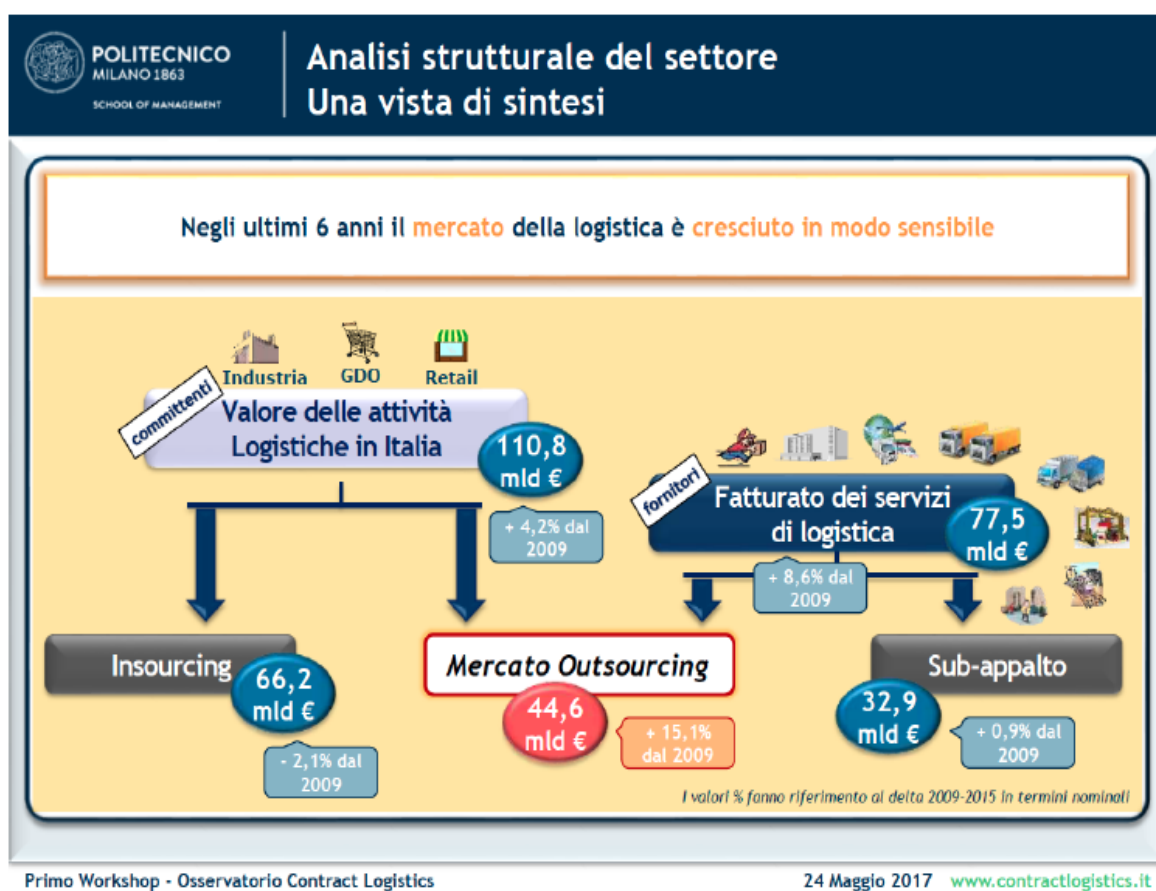 POLITECNICO
MILANO 1863
SCHOOL OF MANAGEMENT
Analisi strutturale del settore
Una vista di sintesi
Negli ultimi 6 anni il mercato della logistica è cresciuto in modo sensibile
Industria
GDO
Retail
committenti
Valore delle attività
Logistiche in Italia
110,8
mld €
+ 4,2% dal
2009
fornitori
Fatturato dei servizi
di logistica
77,5
mld €
+ 8,6% dal
2009
Insourcing
66,2
mld €
- 2,1% dal
2009
Mercato Outsourcing
44,6
mld €
+ 15,1%
dal 2009
Sub-appalto
32,9
mld €
+ 0,9% dal
2009
I valori % fanno riferimento al delta 2009-2015 in termini nominali
Primo Workshop - Osservatorio Contract Logistics
24 Maggio 2017 www.contractlogistics.it